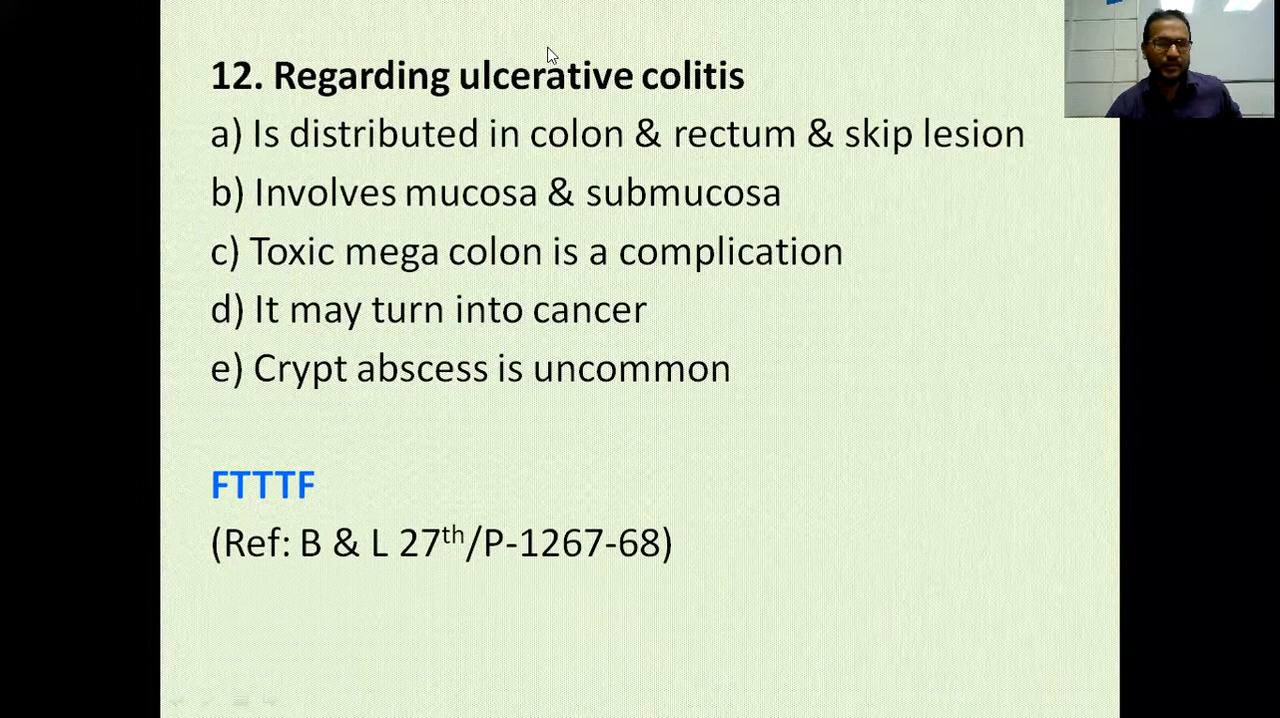 12. Regarding ulcerative colitis
a) Is distributed in colon & rectum & skip lesion
b) Involves mucosa & submucosa
c) Toxic mega colon is a complication
d) It may turn into cancer
e) Crypt abscess is uncommon
FTTTF
(Ref: B & L 27th/P-1267-68)